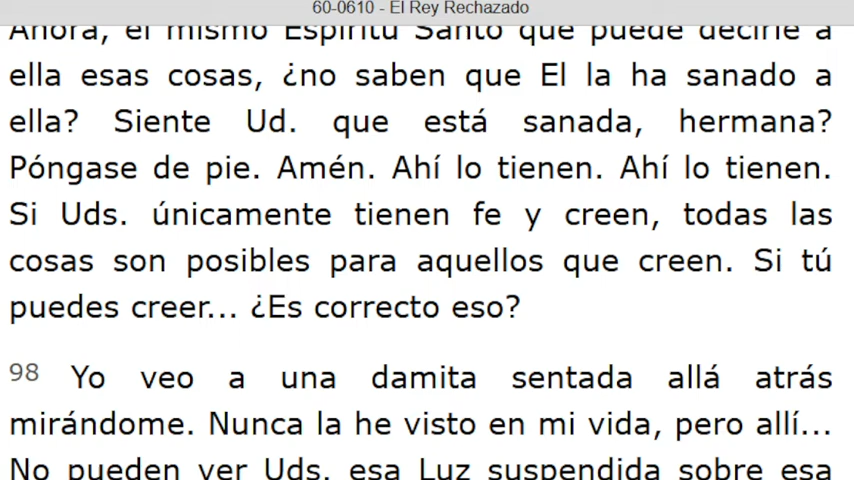 60-0610 - El Rey Rechazado
Ahora, el mismo Espíritu Santo que puede decirle a
ella esas cosas, ¿no saben que El la ha sanado a
ella? Siente Ud. que está sanada, hermana?
Póngase de pie. Amén. Ahí lo tienen. Ahí lo tienen.
Si Uds. únicamente tienen fe y creen, todas las
cosas son posibles para aquellos que creen. Si tú
puedes creer... ¿Es correcto eso?
98 Yo veo a una damita sentada allá atrás
mirándome. Nunca la he visto en mi vida, pero allí...
No pueden ver Uds. esa Luz suspendida sobre esa